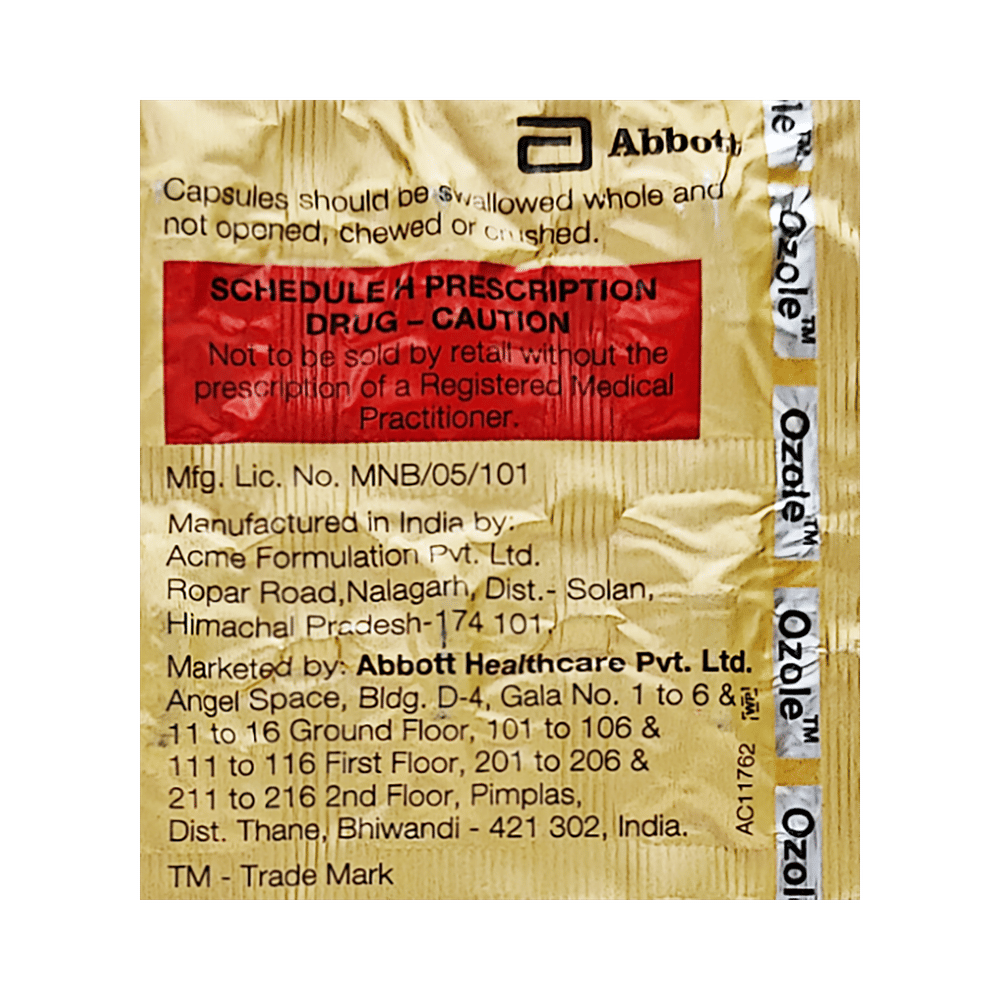 Abbott
Capsules should be swallowed whole and
not opened, chewed or crushed.
SCHEDULE H PRESCRIPTION
DRUG – CAUTION
Not to be sold by retail without the
prescription of a Registered Medical
Practitioner.
Mfg. Lic. No. MNB/05/101
Manufactured in India by:
Acme Formulation Pvt. Ltd.
Ropar Road,Nalagarh, Dist.- Solan,
Himachal Pradesh-174 101.
Marketed by: Abbott Healthcare Pvt. Ltd.
Angel Space, Bldg. D-4, Gala No. 1 to 6 &
11 to 16 Ground Floor, 101 to 106 &
111 to 116 First Floor, 201 to 206 &
211 to 216 2nd Floor, Pimplas,
Dist. Thane, Bhiwandi - 421 302, India.
TM - Trade Mark
AC11762
le™
Ozole™
Ozole™
Ozole™
Ozole